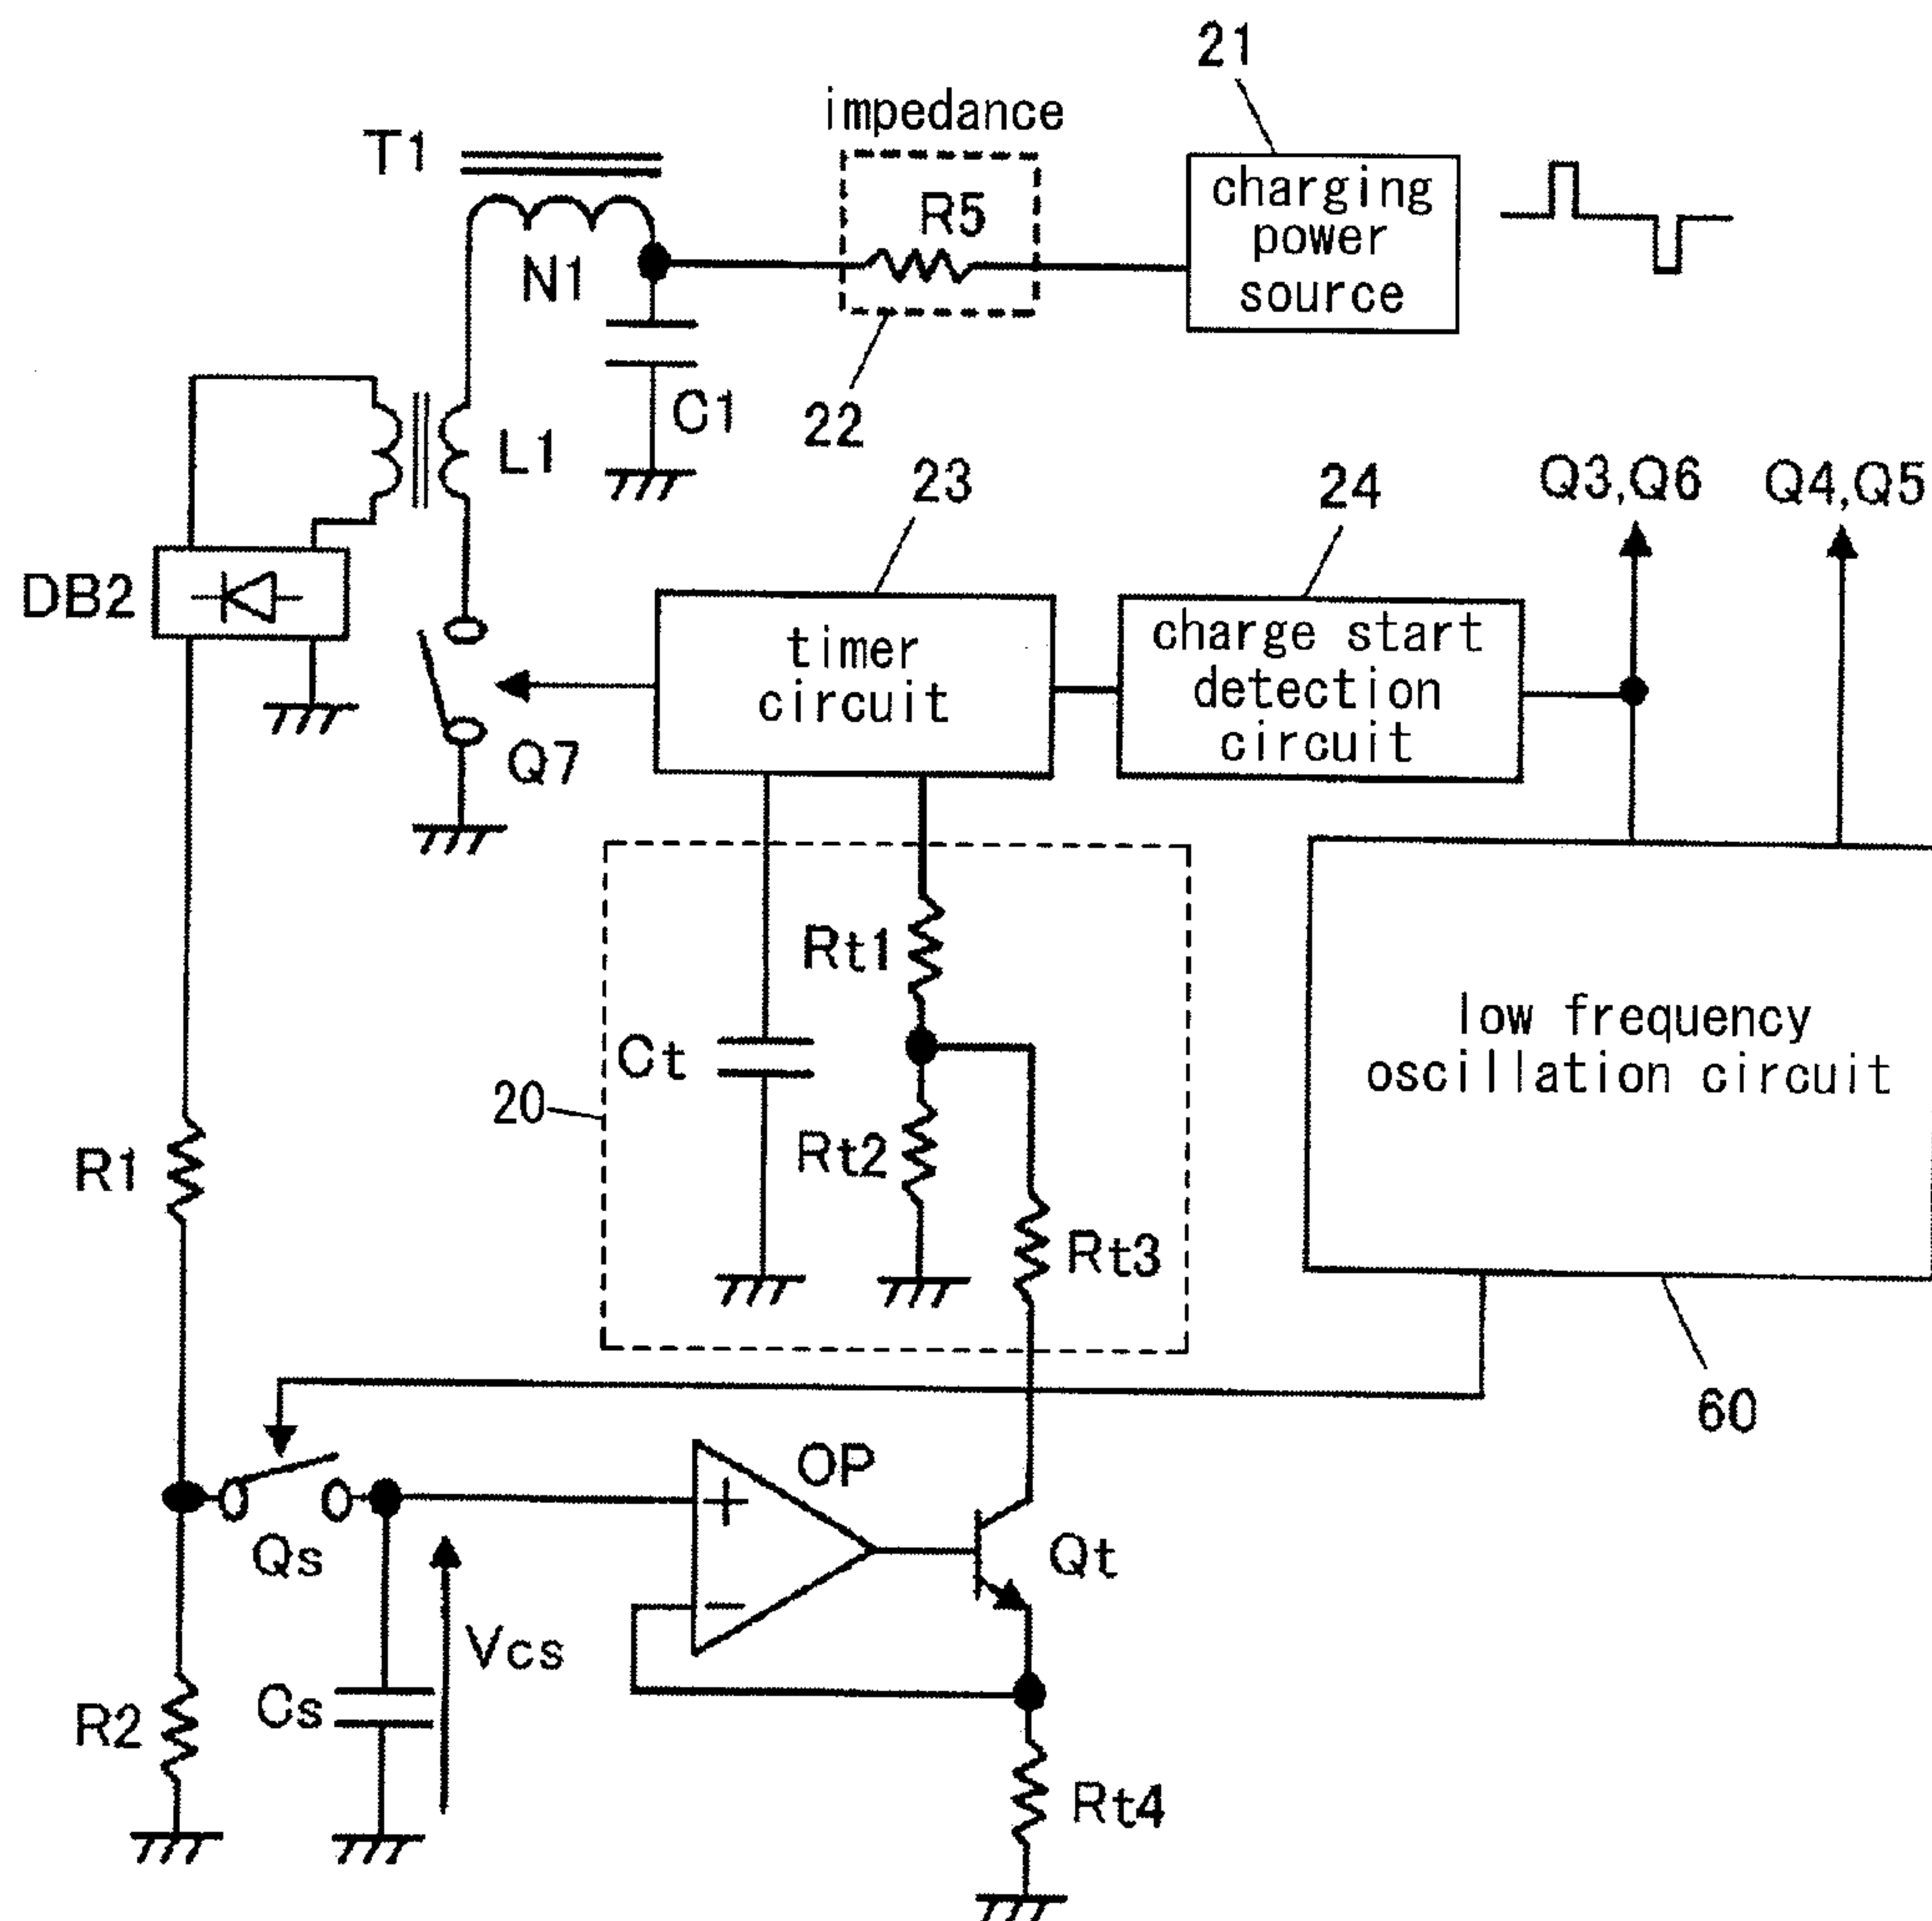 21
impedance
T1
R5
charging
power
source
N1
C1
22
L1
23
24
Q3,Q6
Q4,Q5
DB2
timer
circuit
charge start
detection
circuit
Q7
Rt1
Ct
20
Rt2
low frequency
oscillation circuit
R1
Rt3
60
OP
+
Qs
Qt
−
Vcs
Cs
R2
Rt4